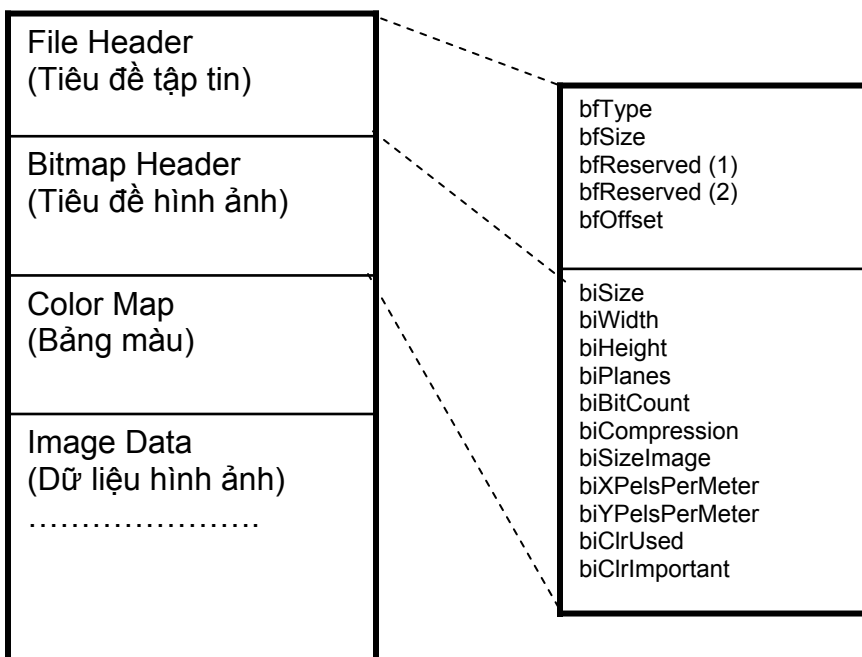 File Header
(Tiêu đề tập tin)
Bitmap Header
(Tiêu đề hình ảnh)
Color Map
(Bảng màu)
Image Data
(Dữ liệu hình ảnh)
……………………
bfType
bfSize
bfReserved (1)
bfReserved (2)
bfOffset
biSize
biWidth
biHeight
biPlanes
biBitCount
biCompression
biSizeImage
biXPelsPerMeter
biYPelsPerMeter
biClrUsed
biClrImportant